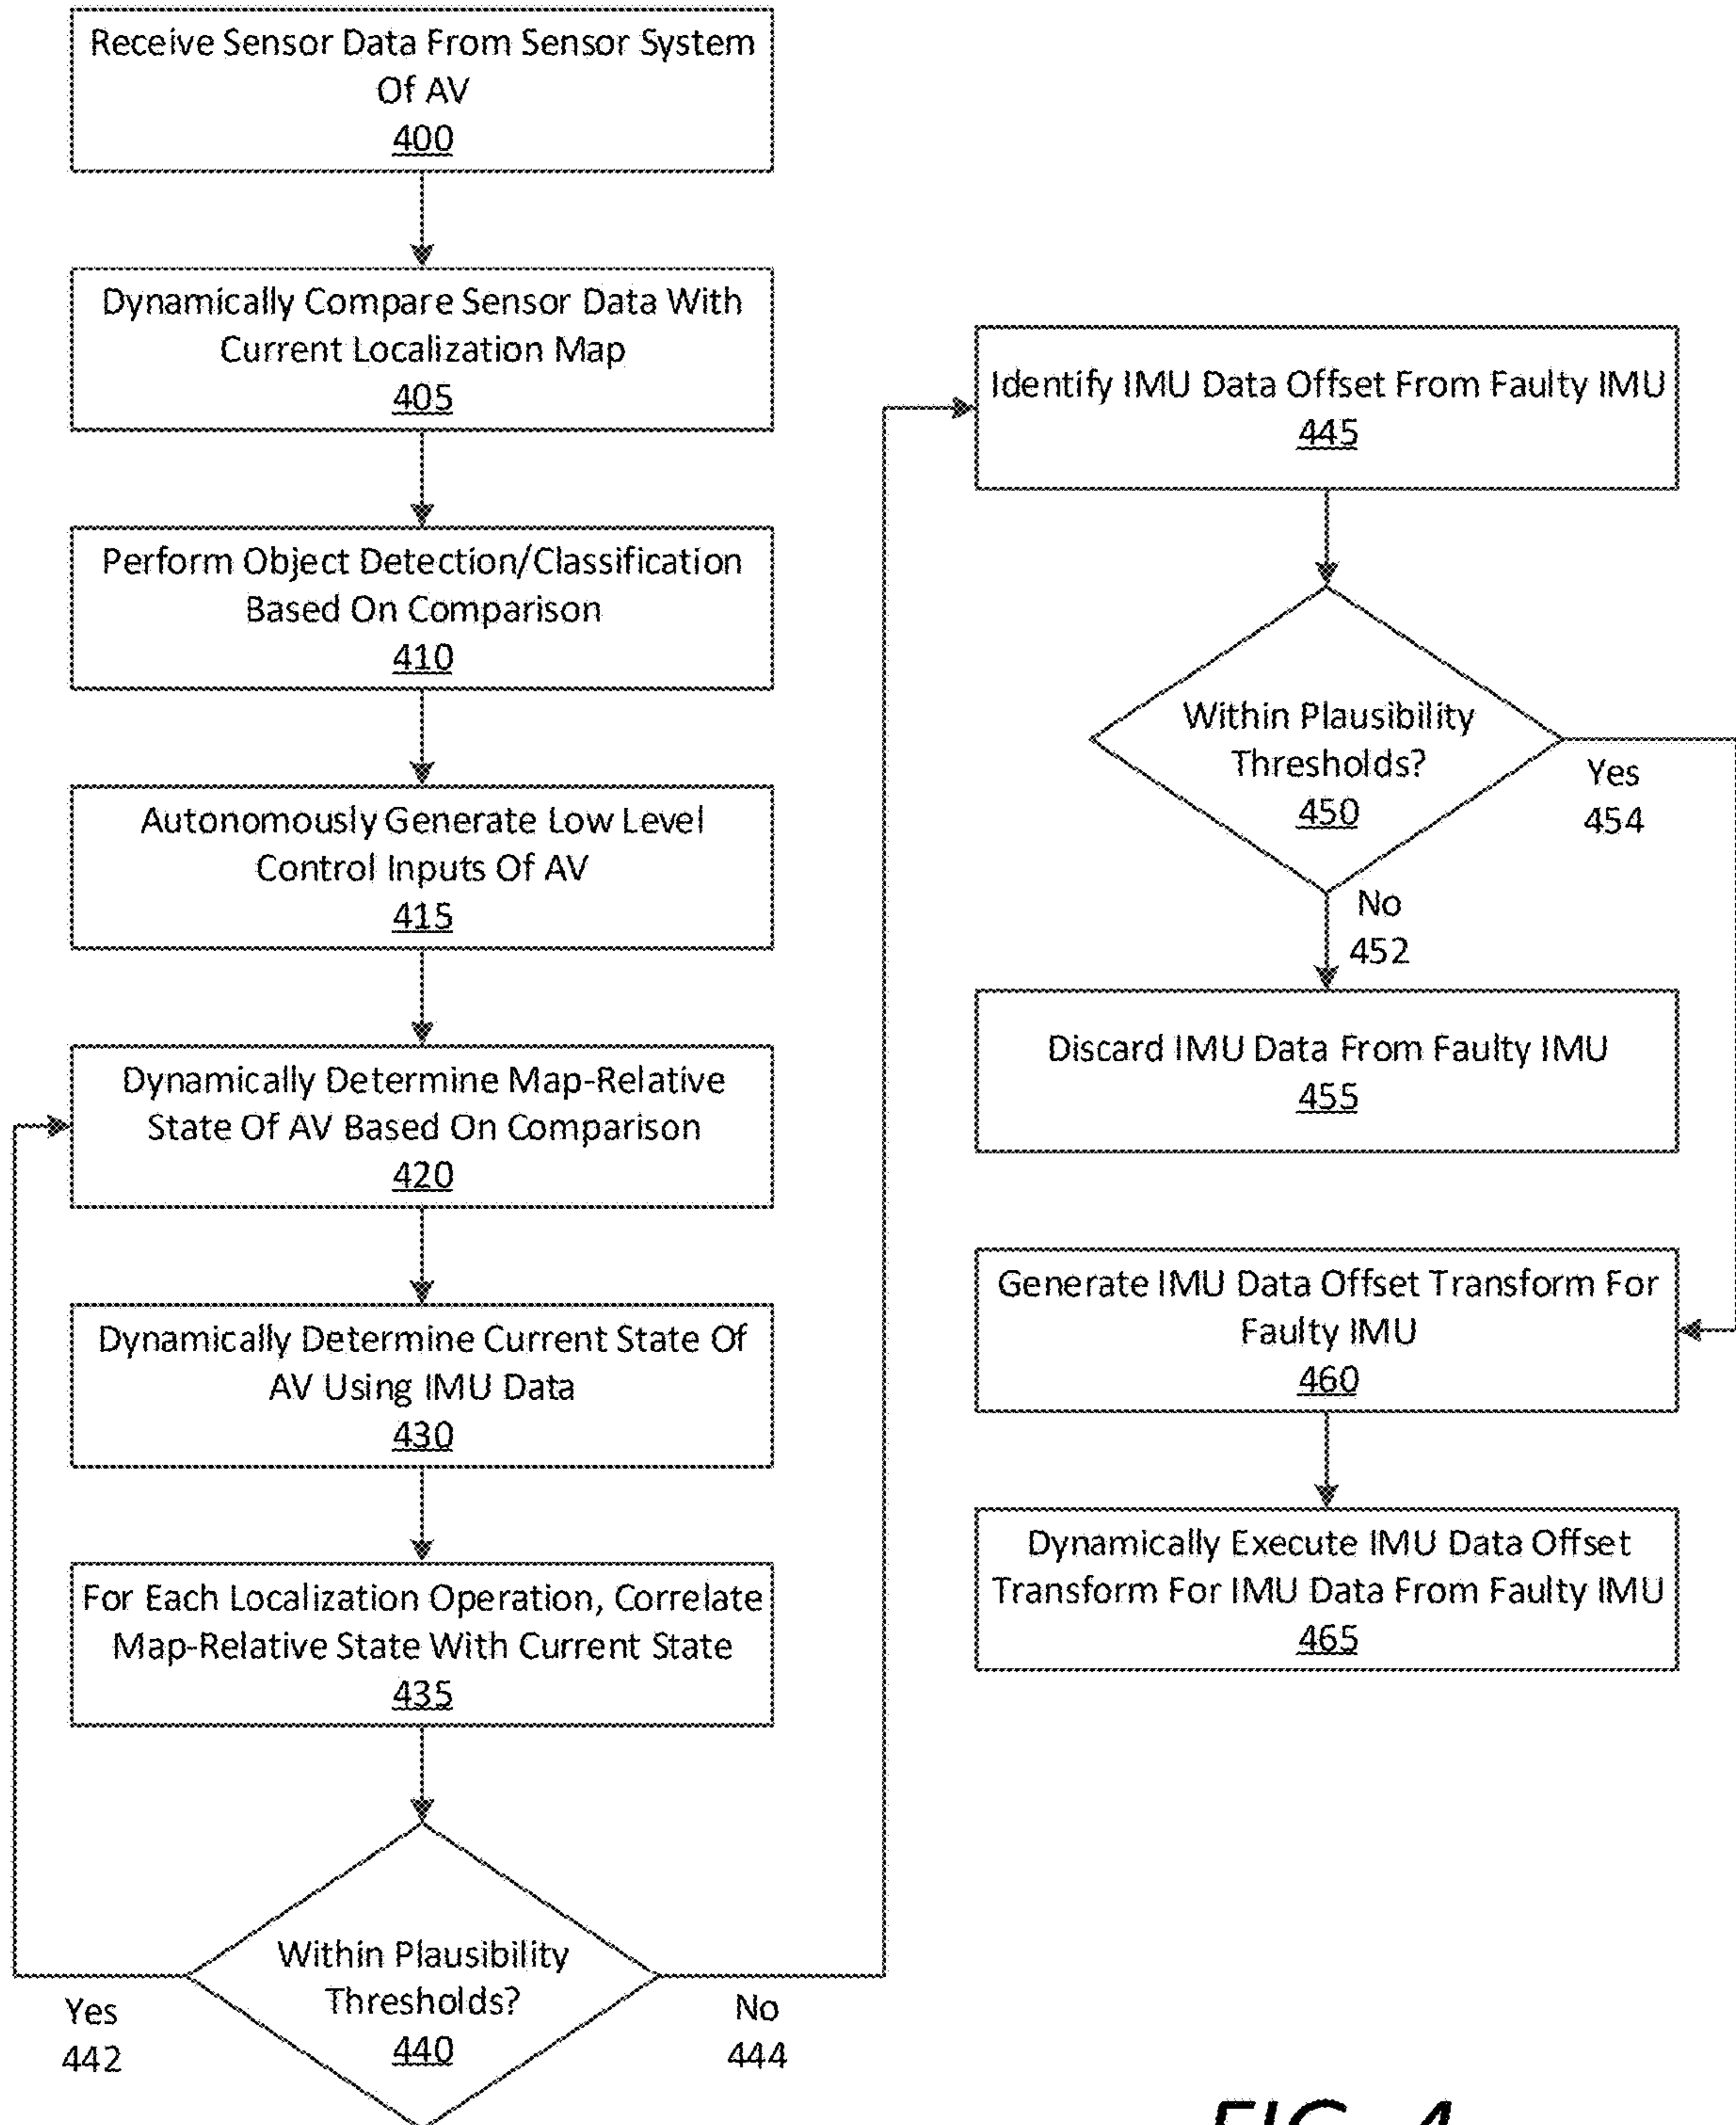 Receive Sensor Data From Sensor System
Of AV
400
Dynamically Compare Sensor Data With
Current Localization Map
405
Perform Object Detection/Classification
Based On Comparison
410
Autonomously Generate Low Level
Control Inputs Of AV
415
Dynamically Determine Map-Relative
State Of AV Based On Comparison
420
Dynamically Determine Current State Of
AV Using IMU Data
430
For Each Localization Operation, Correlate
Map-Relative State With Current State
435
Within Plausibility
Thresholds?
440
Yes
442
No
444
Identify IMU Data Offset From Faulty IMU
445
Within Plausibility
Thresholds?
450
Yes
454
No
452
Discard IMU Data From Faulty IMU
455
Generate IMU Data Offset Transform For
Faulty IMU
460
Dynamically Execute IMU Data Offset
Transform For IMU Data From Faulty IMU
465
FIG. 4